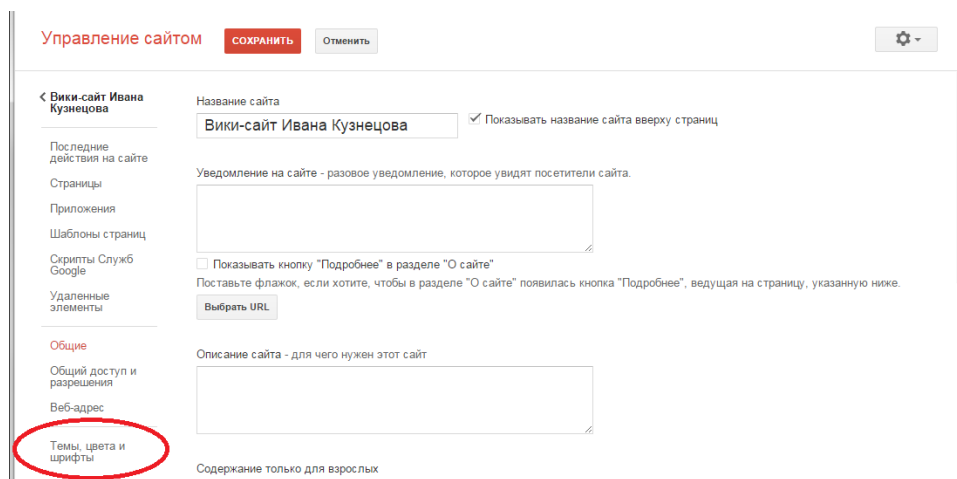 Управление сайтом
СОХРАНИТЬ
Отменить
Вики-сайт Ивана
Кузнецова
Последние
действия на сайте
Страницы
Приложения
Шаблоны страниц
Скрипты Служб
Google
Удаленные
элементы
Общие
Общий доступ и
разрешения
Веб-адрес
Темы, цвета и
шрифты
Название сайта
Вики-сайт Ивана Кузнецова
Показывать название сайта вверху страниц
Уведомление на сайте - разовое уведомление, которое увидят посетители сайта.
Показывать кнопку "Подробнее" в разделе "О сайте"
Поставьте флажок, если хотите, чтобы в разделе "О сайте" появилась кнопка "Подробнее", ведущая на страницу, указанную ниже.
Выбрать URL
Описание сайта - для чего нужен этот сайт
Содержание только для взрослых